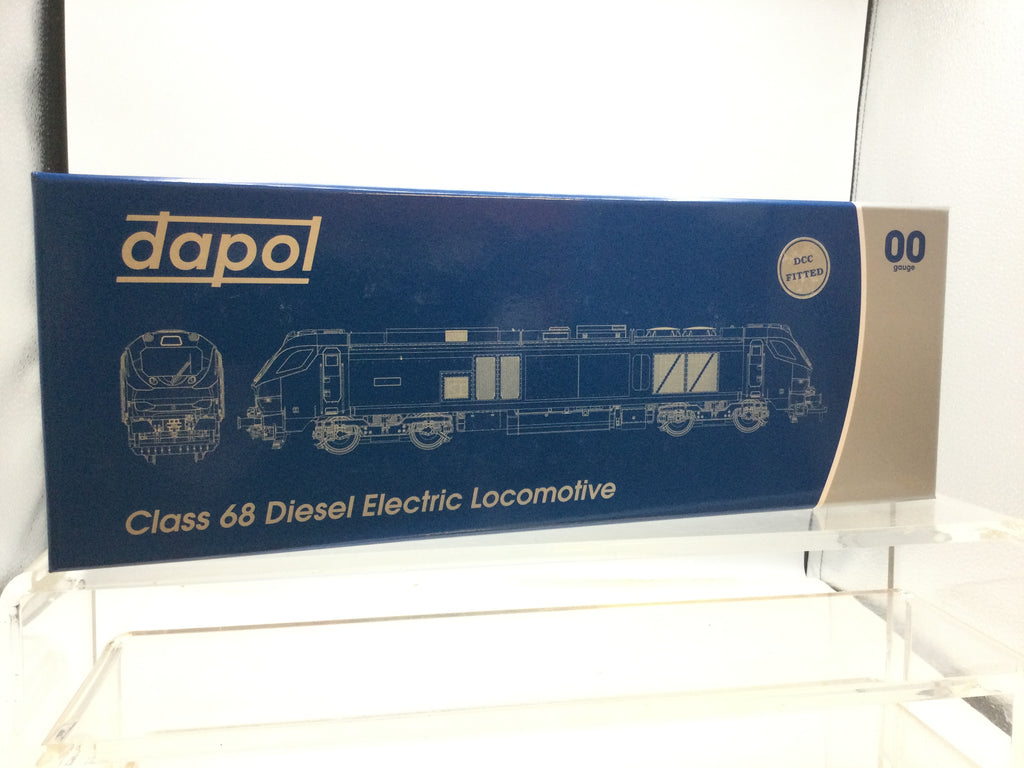 dapol
DCC
FITTED
00
gauge
Class 68 Diesel Electric Locomotive